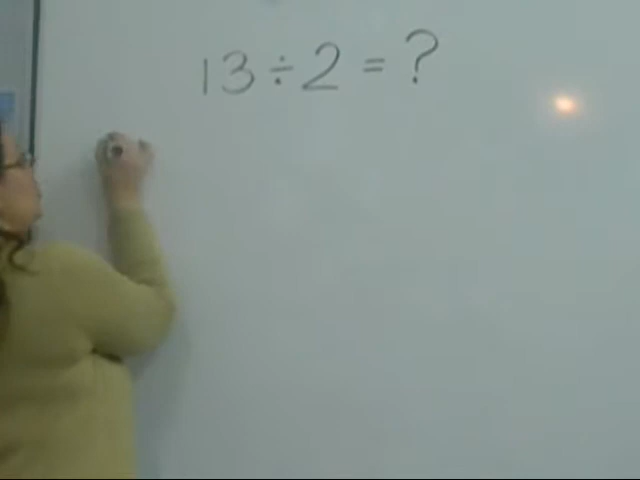 13 ÷ 2 = ?